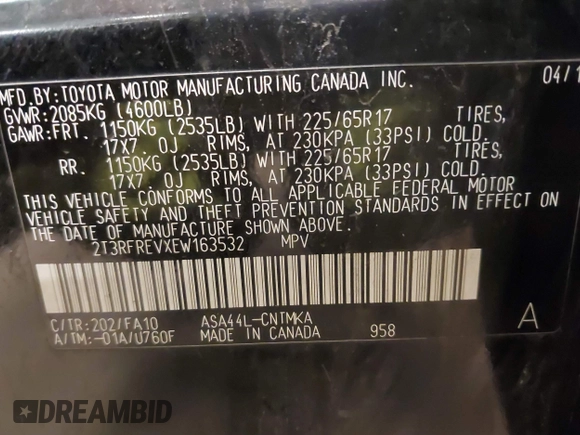 MFD.BY:TOYOTA MOTOR MANUFACTURING CANADA INC. 04/1
GVWR:2085KG (4600LB)
GAWR:FRT. 1150KG (2535LB) WITH 225/65R17 TIRES,
17X7 0J RIMS, AT 230KPA (33PSI) COLD.
RR. 1150KG (2535LB) WITH 225/65R17 TIRES,
17X7 0J RIMS, AT 230KPA (33PSI) COLD.
THIS VEHICLE CONFORMS TO ALL APPLICABLE FEDERAL MOTOR
VEHICLE SAFETY AND THEFT PREVENTION STANDARDS IN EFFECT ON
THE DATE OF MANUFACTURE SHOWN ABOVE.
2T3RFREVXEW163532 MPV
C/TR:202/FA10 ASA44L-CNTMKA A
A/TM:-01A/U760F MADE IN CANADA 958
DREAMBID